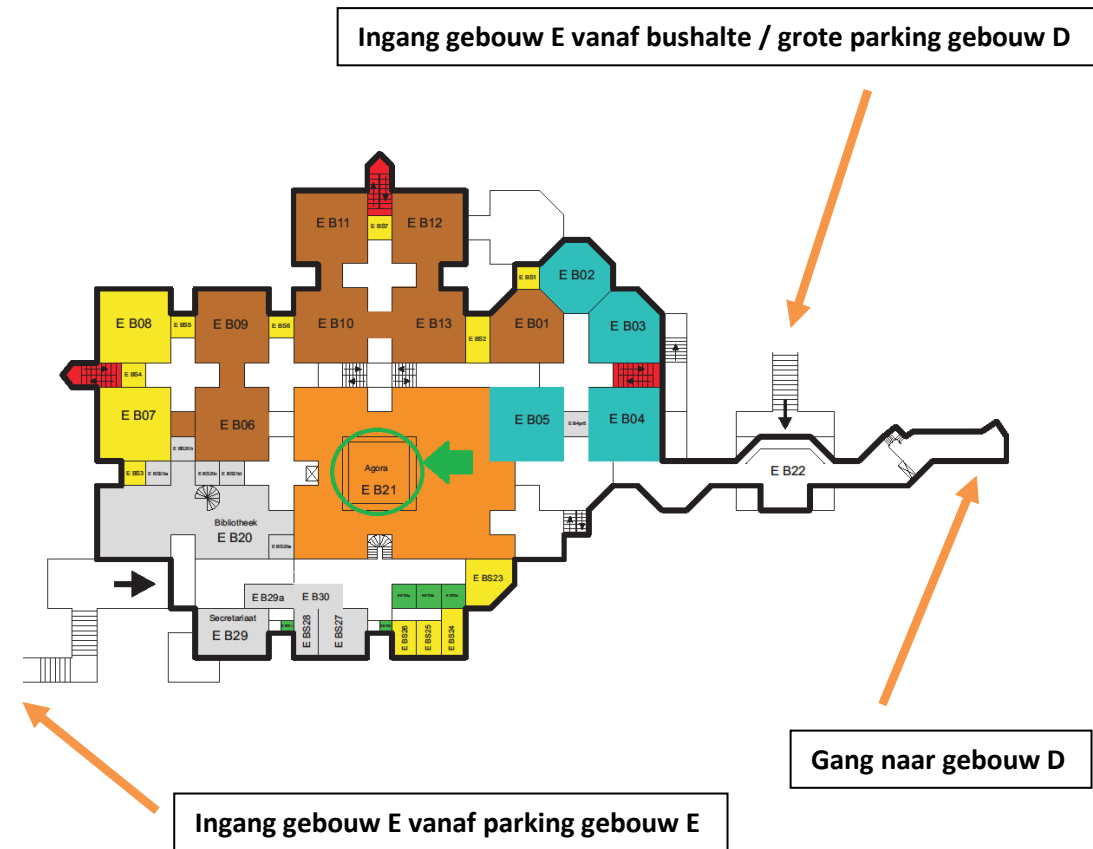 Ingang gebouw E vanaf bushalte / grote parking gebouw D
E B11
E BS7
E B12
E BS1
E B02
E B08
E BS5
E B09
E BS6
E B10
E B13
E BS2
E B01
E B03
E BS4
E B07
E B06
E B05
E B04
E BS3
Agora
E B21
E B22
Bibliotheek
E B20
E BS23
E B29a
E B30
Secretariaat
E B29
E BS28
E BS27
E BS26
E BS25
E BS24
Gang naar gebouw D
Ingang gebouw E vanaf parking gebouw E